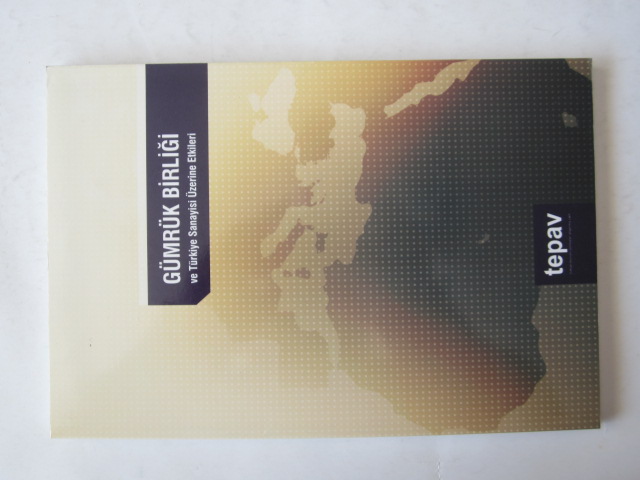 GÜMRÜK BİRLİĞİ
ve Türkiye Sanayisi Üzerine Etkileri
tepav